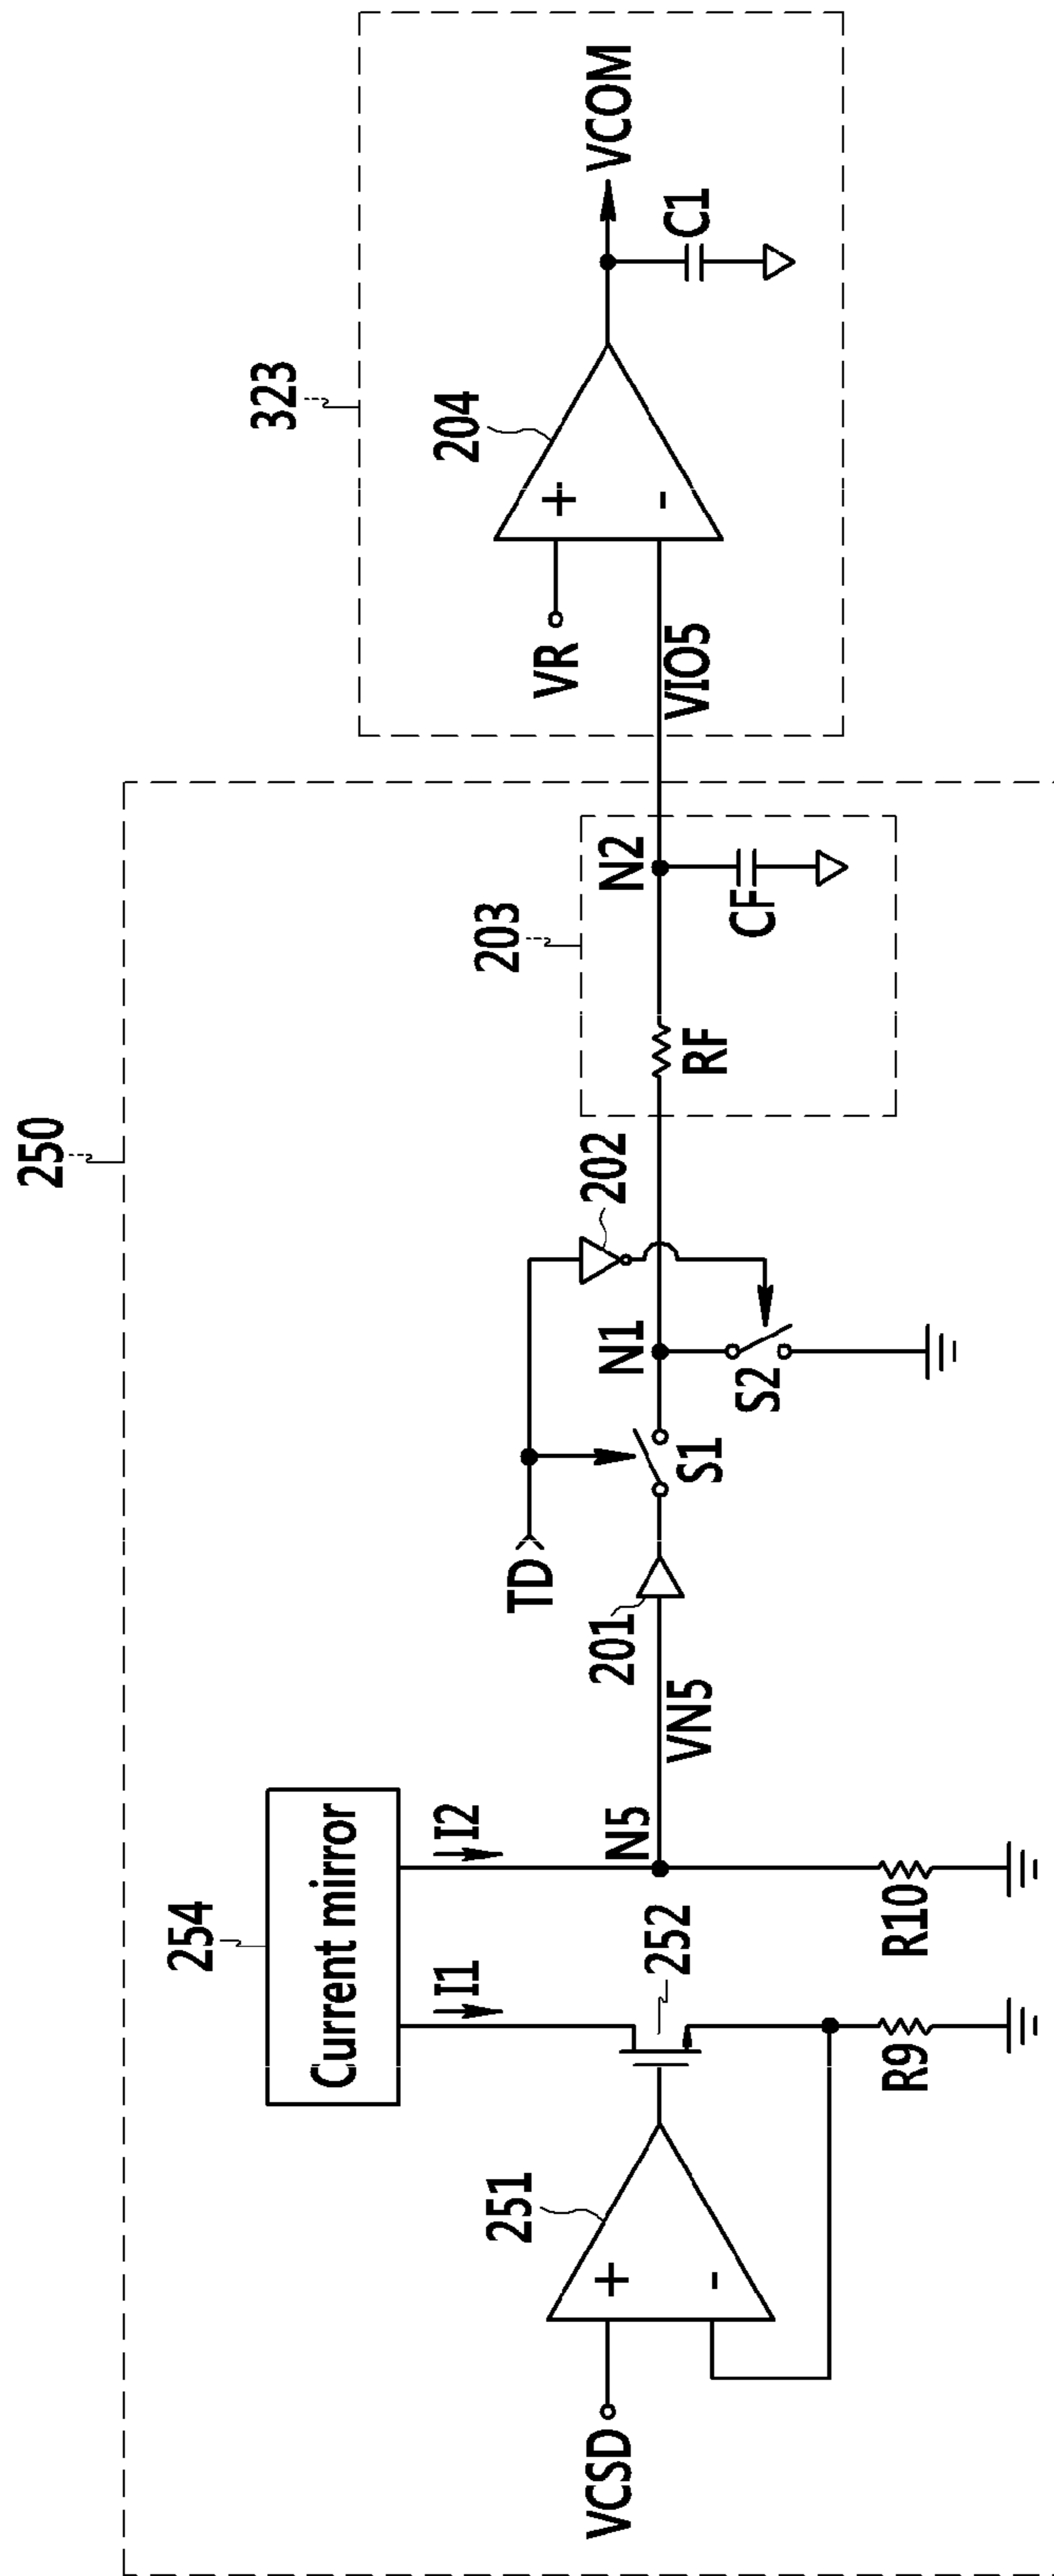 250
323
254
Current mirror
I1
I2
251
+
-
VCSD
252
R9
R10
N5
VN5
201
TD
S1
N1
S2
202
203
RF
N2
CF
VIO5
VR
204
+
-
C1
VCOM